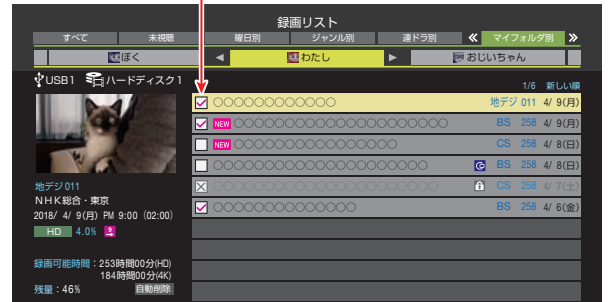 録画リスト
すべて 未視聴 曜日別 ジャンル別 連ドラ別 マイフォルダ別
ぼく わたし おじいちゃん
USB1 ハードディスク1
1/6 新しい順
○○○○○○○○○○○○ 地デジ 011 4/ 9(月)
NEW ○○○○○○○○○○○○○○○○○○○○○ BS 258 4/ 9(月)
NEW ○○○○○○○○○○○○○○○○ CS 258 4/ 8(日)
○○○○○○○○○○○○○○○○○○○○○ BS 258 4/ 8(日)
○○○○○○○○○○○○○○○○○○○○○○ CS 258 4/ 7(土)
○○○○○○○○○○○○○○ BS 258 4/ 6(金)
地デジ 011
NHK総合・東京
2018/ 4/ 9(月) PM 9:00 (02:00)
HD 4.0%
録画可能時間：253時間00分(HD)
184時間00分(4K)
残量：46% 自動削除